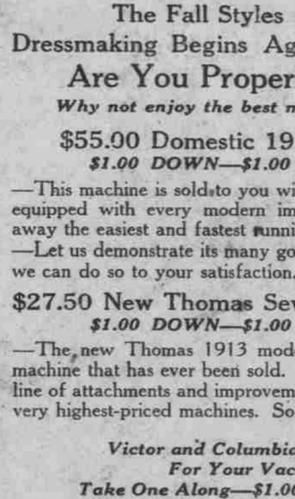 The Fall Styles
Dressmaking Begins Ag
Are You Proper
Why not enjoy the best n
$55.00 Domestic 19
$1.00 DOWN—$1.00
—This machine is sold to you wi
equipped with every modern im
away the easiest and fastest runni
—Let us demonstrate its many go
we can do so to your satisfaction.
$27.50 New Thomas Sew
$1.00 DOWN—$1.00
—The new Thomas 1913 mod
machine that has ever been sold.
line of attachments and improvem
very highest-priced machines. So
Victor and Columbia
For Your Vac
Take One Along—$1.00